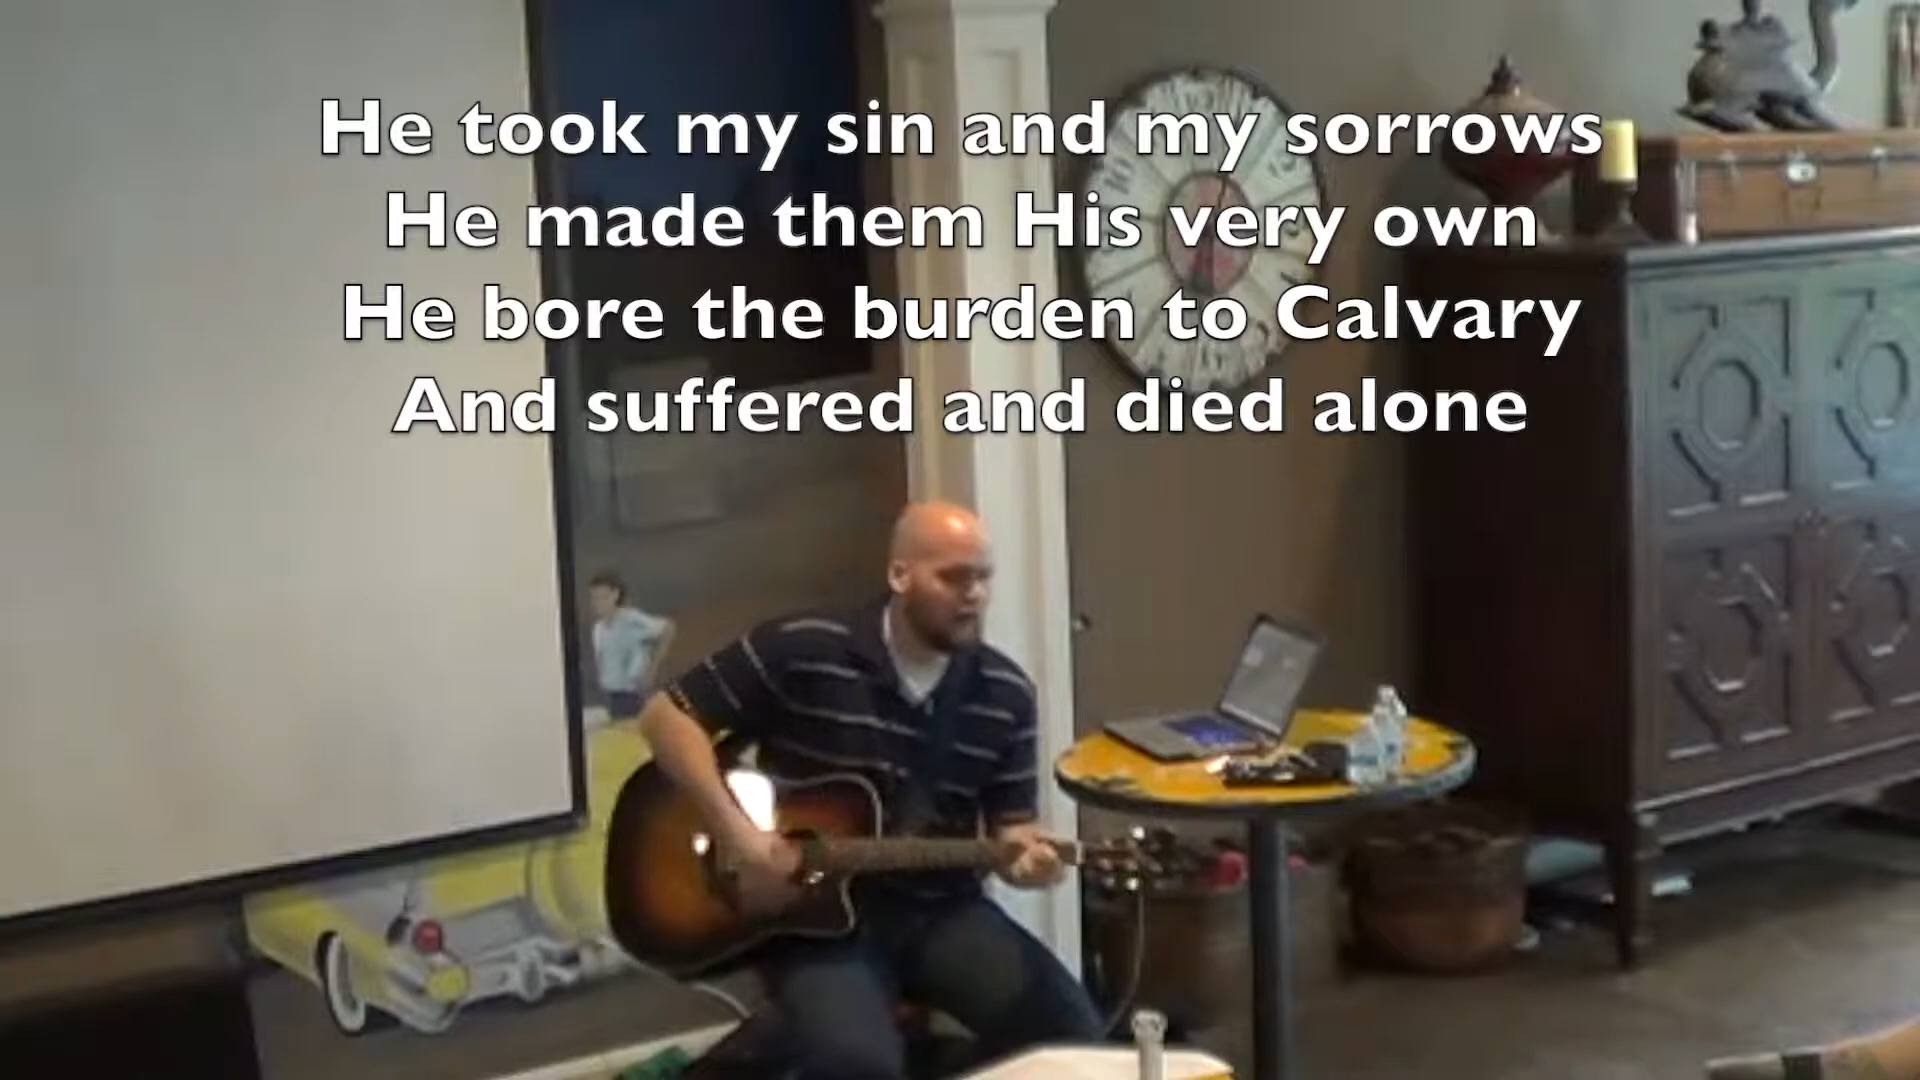 He took my sin and my sorrows
He made them His very own
He bore the burden to Calvary
And suffered and died alone